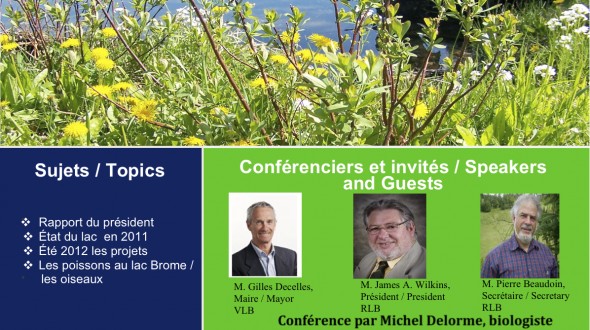 Sujets / Topics
❖ Rapport du président
❖ État du lac en 2011
❖ Été 2012 les projets
❖ Les poissons au lac Brome /
les oiseaux
Conférenciers et invités / Speakers
and Guests
M. Gilles Decelles,
Maire / Mayor
VLB
M. James A. Wilkins,
Président / President
RLB
M. Pierre Beaudoin,
Secrétaire / Secretary
RLB
Conférence par Michel Delorme, biologiste